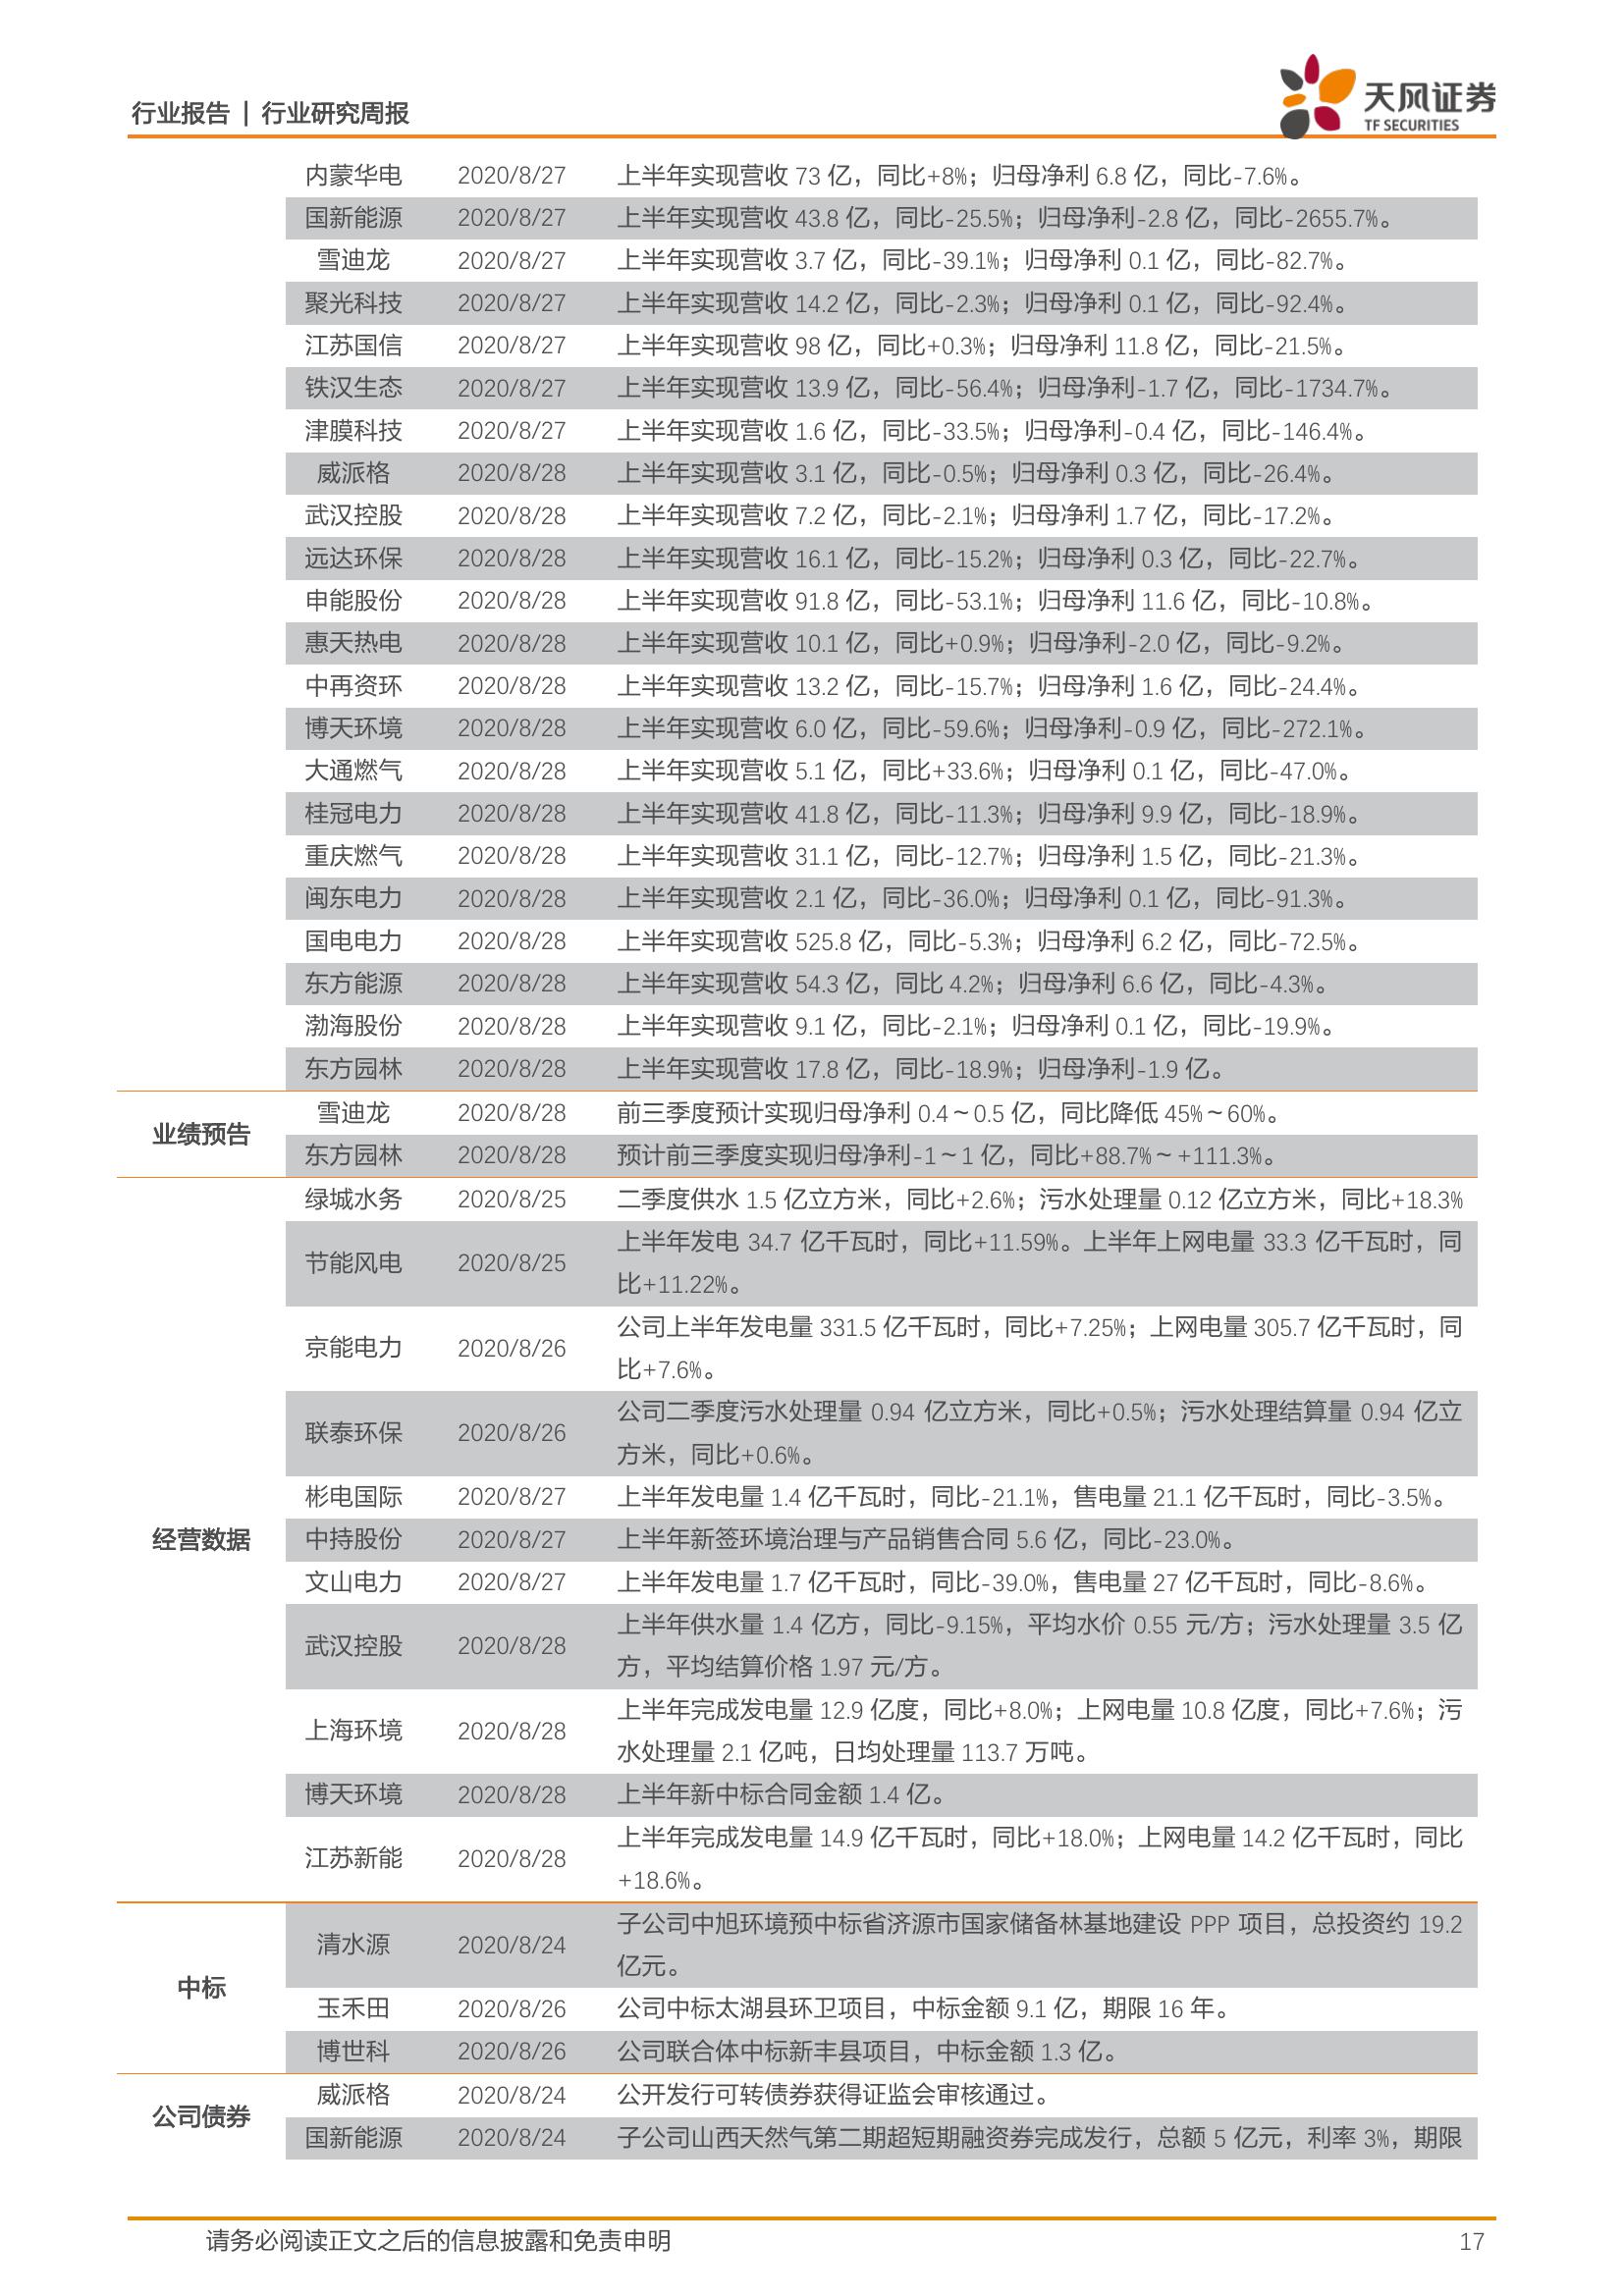 行业报告 | 行业研究周报
天风证券
TF SECURITIES
内蒙华电 2020/8/27 上半年实现营收 73 亿，同比+8%；归母净利 6.8 亿，同比-7.6%。
国新能源 2020/8/27 上半年实现营收 43.8 亿，同比-25.5%；归母净利-2.8 亿，同比-2655.7%。
雪迪龙 2020/8/27 上半年实现营收 3.7 亿，同比-39.1%；归母净利 0.1 亿，同比-82.7%。
聚光科技 2020/8/27 上半年实现营收 14.2 亿，同比-2.3%；归母净利 0.1 亿，同比-92.4%。
江苏国信 2020/8/27 上半年实现营收 98 亿，同比+0.3%；归母净利 11.8 亿，同比-21.5%。
铁汉生态 2020/8/27 上半年实现营收 13.9 亿，同比-56.4%；归母净利-1.7 亿，同比-1734.7%。
津膜科技 2020/8/27 上半年实现营收 1.6 亿，同比-33.5%；归母净利-0.4 亿，同比-146.4%。
威派格 2020/8/28 上半年实现营收 3.1 亿，同比-0.5%；归母净利 0.3 亿，同比-26.4%。
武汉控股 2020/8/28 上半年实现营收 7.2 亿，同比-2.1%；归母净利 1.7 亿，同比-17.2%。
远达环保 2020/8/28 上半年实现营收 16.1 亿，同比-15.2%；归母净利 0.3 亿，同比-22.7%。
申能股份 2020/8/28 上半年实现营收 91.8 亿，同比-53.1%；归母净利 11.6 亿，同比-10.8%。
惠天热电 2020/8/28 上半年实现营收 10.1 亿，同比+0.9%；归母净利-2.0 亿，同比-9.2%。
中再资环 2020/8/28 上半年实现营收 13.2 亿，同比-15.7%；归母净利 1.6 亿，同比-24.4%。
博天环境 2020/8/28 上半年实现营收 6.0 亿，同比-59.6%；归母净利-0.9 亿，同比-272.1%。
大通燃气 2020/8/28 上半年实现营收 5.1 亿，同比+33.6%；归母净利 0.1 亿，同比-47.0%。
桂冠电力 2020/8/28 上半年实现营收 41.8 亿，同比-11.3%；归母净利 9.9 亿，同比-18.9%。
重庆燃气 2020/8/28 上半年实现营收 31.1 亿，同比-12.7%；归母净利 1.5 亿，同比-21.3%。
闽东电力 2020/8/28 上半年实现营收 2.1 亿，同比-36.0%；归母净利 0.1 亿，同比-91.3%。
国电电力 2020/8/28 上半年实现营收 525.8 亿，同比-5.3%；归母净利 6.2 亿，同比-72.5%。
东方能源 2020/8/28 上半年实现营收 54.3 亿，同比 4.2%；归母净利 6.6 亿，同比-4.3%。
渤海股份 2020/8/28 上半年实现营收 9.1 亿，同比-2.1%；归母净利 0.1 亿，同比-19.9%。
东方园林 2020/8/28 上半年实现营收 17.8 亿，同比-18.9%；归母净利-1.9 亿。
业绩预告
雪迪龙 2020/8/28 前三季度预计实现归母净利 0.4～0.5 亿，同比降低 45%～60%。
东方园林 2020/8/28 预计前三季度实现归母净利-1～1 亿，同比+88.7%～+111.3%。
经营数据
绿城水务 2020/8/25 二季度供水 1.5 亿立方米，同比+2.6%；污水处理量 0.12 亿立方米，同比+18.3%
节能风电 2020/8/25 上半年发电 34.7 亿千瓦时，同比+11.59%。上半年上网电量 33.3 亿千瓦时，同
比+11.22%。
京能电力 2020/8/26 公司上半年发电量 331.5 亿千瓦时，同比+7.25%；上网电量 305.7 亿千瓦时，同
比+7.6%。
联泰环保 2020/8/26 公司二季度污水处理量 0.94 亿立方米，同比+0.5%；污水处理结算量 0.94 亿立
方米，同比+0.6%。
彬电国际 2020/8/27 上半年发电量 1.4 亿千瓦时，同比-21.1%，售电量 21.1 亿千瓦时，同比-3.5%。
中持股份 2020/8/27 上半年新签环境治理与产品销售合同 5.6 亿，同比-23.0%。
文山电力 2020/8/27 上半年发电量 1.7 亿千瓦时，同比-39.0%，售电量 27 亿千瓦时，同比-8.6%。
武汉控股 2020/8/28 上半年供水量 1.4 亿方，同比-9.15%，平均水价 0.55 元/方；污水处理量 3.5 亿
方，平均结算价格 1.97 元/方。
上海环境 2020/8/28 上半年完成发电量 12.9 亿度，同比+8.0%；上网电量 10.8 亿度，同比+7.6%；污
水处理量 2.1 亿吨，日均处理量 113.7 万吨。
博天环境 2020/8/28 上半年新中标合同金额 1.4 亿。
江苏新能 2020/8/28 上半年完成发电量 14.9 亿千瓦时，同比+18.0%；上网电量 14.2 亿千瓦时，同比
+18.6%。
中标
清水源 2020/8/24 子公司中旭环境预中标省济源市国家储备林基地建设 PPP 项目，总投资约 19.2
亿元。
玉禾田 2020/8/26 公司中标太湖县环卫项目，中标金额 9.1 亿，期限 16 年。
博世科 2020/8/26 公司联合体中标新丰县项目，中标金额 1.3 亿。
公司债券
威派格 2020/8/24 公开发行可转债券获得证监会审核通过。
国新能源 2020/8/24 子公司山西天然气第二期超短期融资券完成发行，总额 5 亿元，利率 3%，期限
请务必阅读正文之后的信息披露和免责申明 17